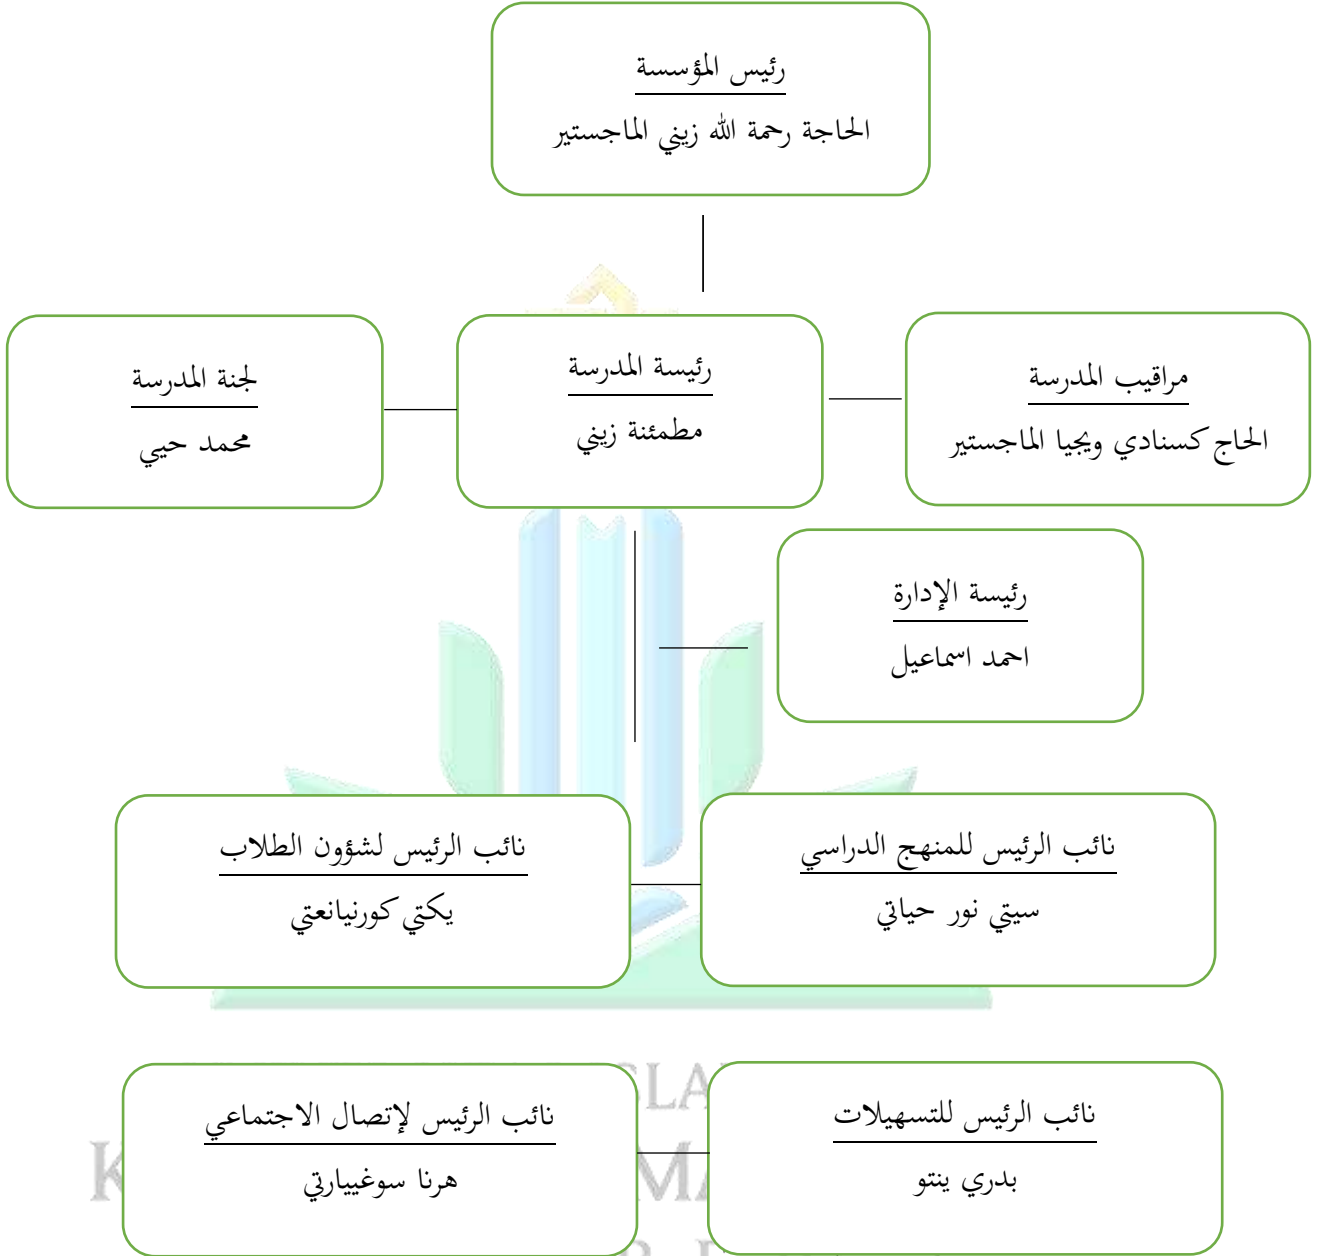 رئيس المؤسسة
الحاجة رحمة الله زيني الماجستير
مراقيب المدرسة
الحاج كسنادي ويجيا الماجستير
رئيسة المدرسة
مطمئنة زيني
لجنة المدرسة
محمد حيي
رئيسة الإدارة
احمد اسماعيل
نائب الرئيس للمنهج الدراسي
سيتي نور حياتي
نائب الرئيس لشؤون الطلاب
يكتي كورنيانعتي
نائب الرئيس للتسهيلات
بدري ينتو
نائب الرئيس لإتصال الاجتماعي
هرنا سوغييارتي